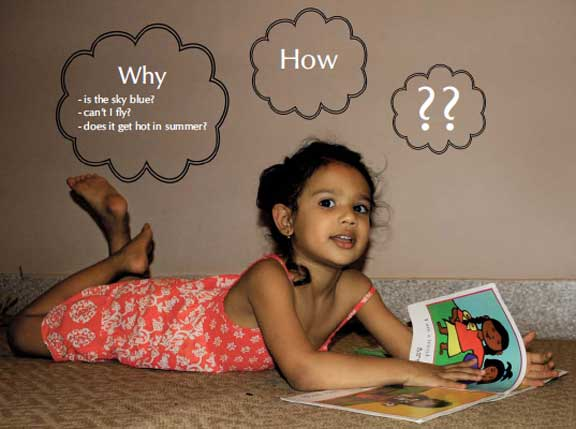 Why
- is the sky blue?
- can't I fly?
- does it get hot in summer?
How
??